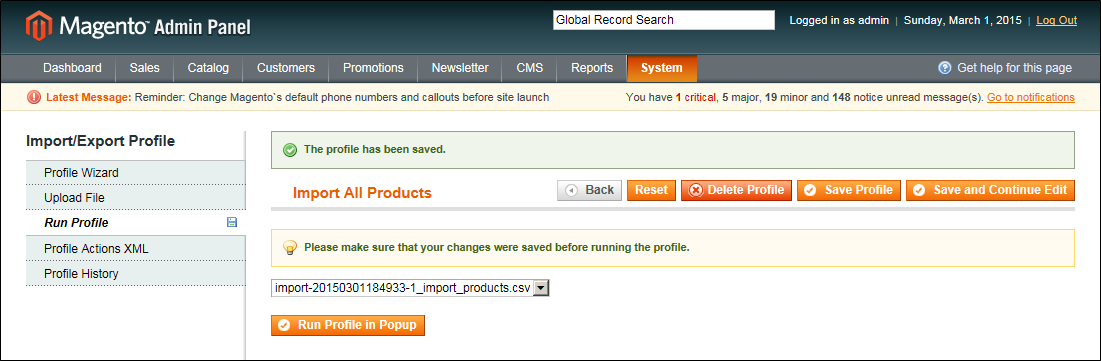 Magento™ Admin Panel
Global Record Search
Logged in as admin | Sunday, March 1, 2015 | Log Out
Dashboard Sales Catalog Customers Promotions Newsletter CMS Reports System Get help for this page
Latest Message: Reminder: Change Magento`s default phone numbers and callouts before site launch You have 1 critical, 5 major, 19 minor and 148 notice unread message(s). Go to notifications
Import/Export Profile
Profile Wizard
Upload File
Run Profile
Profile Actions XML
Profile History
The profile has been saved.
Import All Products Back Reset Delete Profile Save Profile Save and Continue Edit
Please make sure that your changes were saved before running the profile.
import-20150301184933-1_import_products.csv
Run Profile in Popup